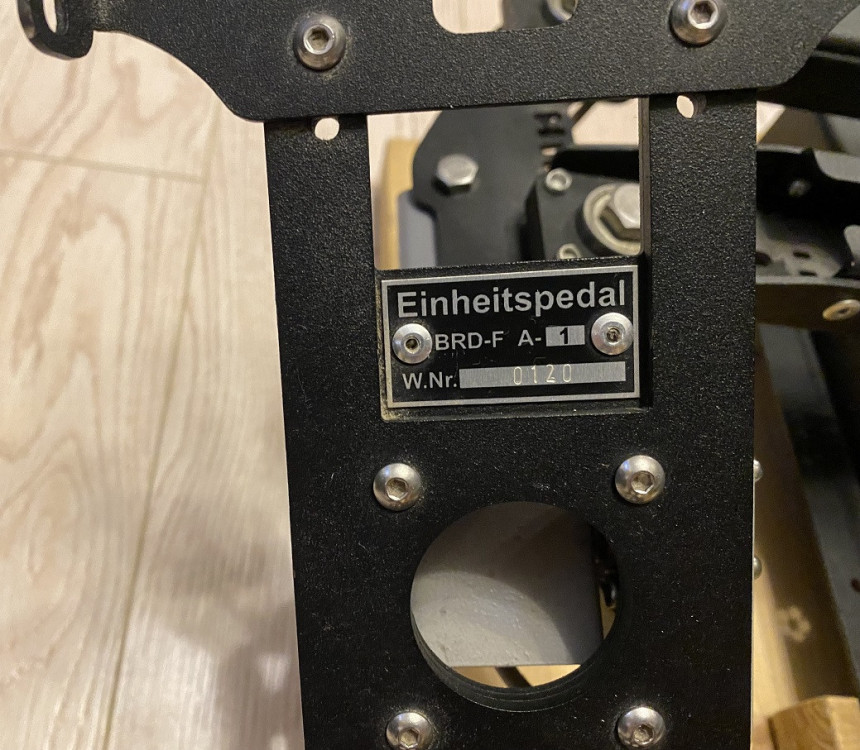 Einheitspedal
BRD-F A-1
W.Nr. 0120